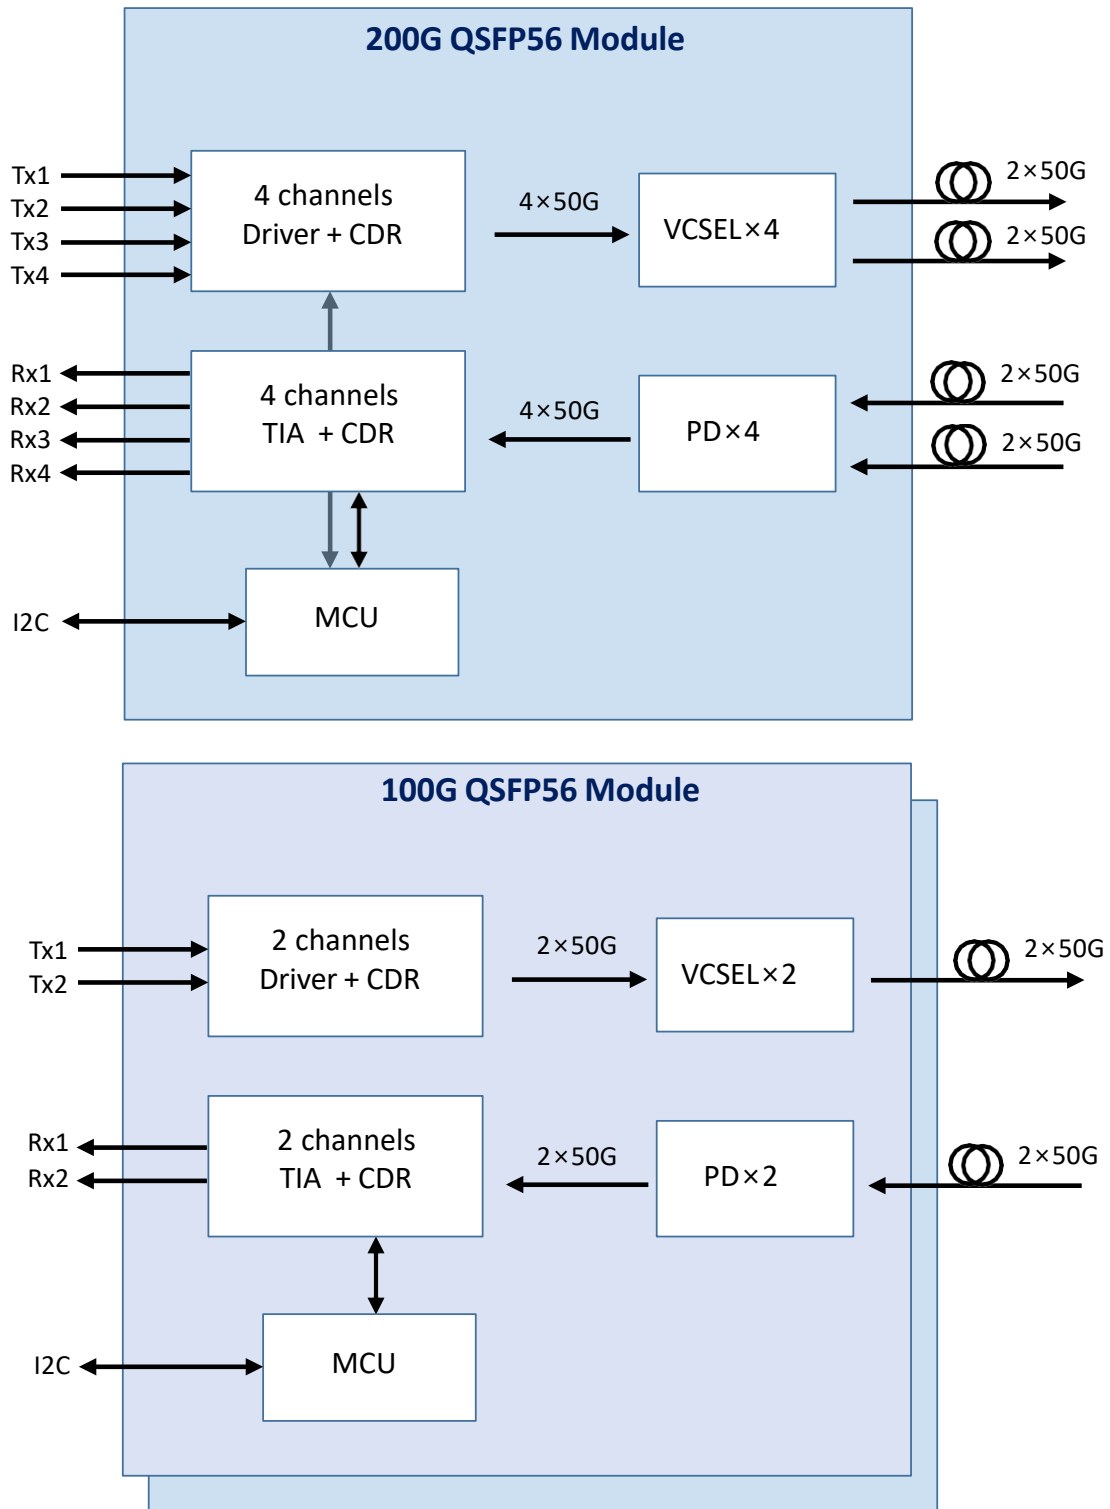 200G QSFP56 Module
Tx1
Tx2
Tx3
Tx4
4 channels
Driver + CDR
4×50G
VCSEL×4
2×50G
2×50G
Rx1
Rx2
Rx3
Rx4
4 channels
TIA + CDR
4×50G
PD×4
2×50G
2×50G
I2C
MCU
100G QSFP56 Module
Tx1
Tx2
2 channels
Driver + CDR
2×50G
VCSEL×2
2×50G
Rx1
Rx2
2 channels
TIA + CDR
2×50G
PD×2
2×50G
I2C
MCU